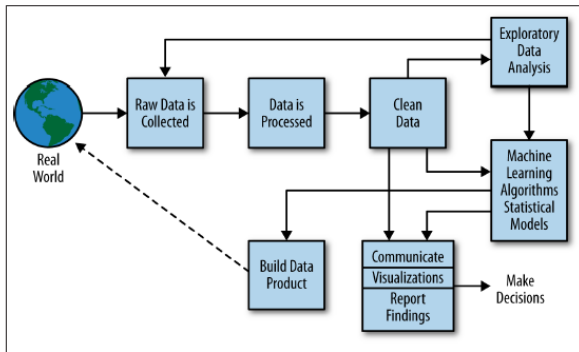 Exploratory
Data
Analysis
Raw Data is
Collected
Data is
Processed
Clean
Data
Real
World
Machine
Learning
Algorithms
Statistical
Models
Build Data
Product
Communicate
Visualizations
Report
Findings
Make
Decisions